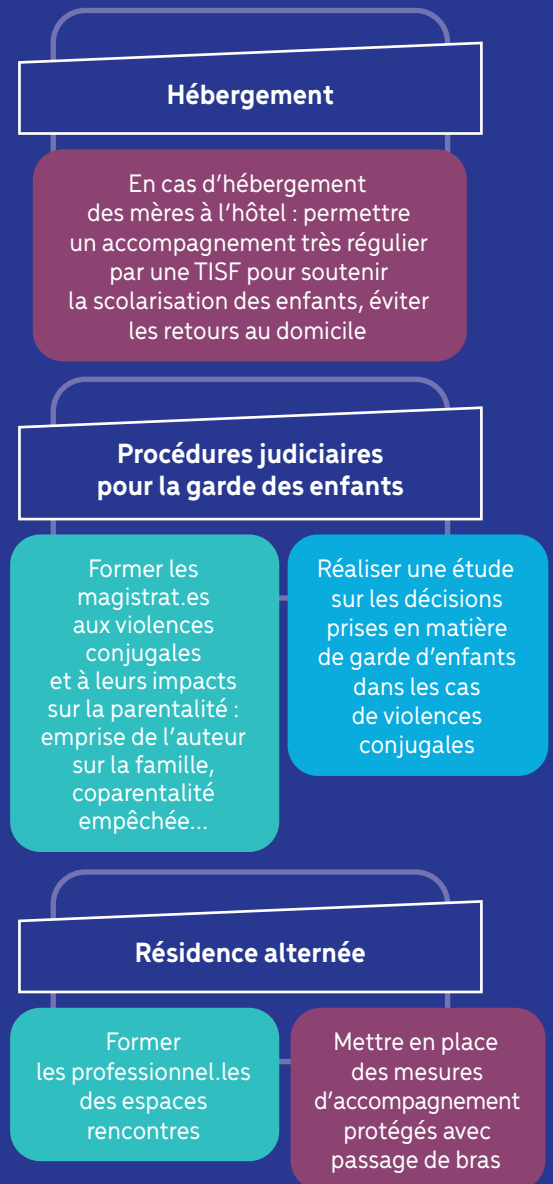 Hébergement
En cas d'hébergement
des mères à l'hôtel : permettre
un accompagnement très régulier
par une TISF pour soutenir
la scolarisation des enfants, éviter
les retours au domicile
Procédures judiciaires
pour la garde des enfants
Former les
magistrat.es
aux violences
conjugales
et à leurs impacts
sur la parentalité :
emprise de l'auteur
sur la famille,
coparentalité
empêchée...
Réaliser une étude
sur les décisions
prises en matière
de garde d'enfants
dans les cas
de violences
conjugales
Résidence alternée
Former
les professionnel.les
des espaces
rencontres
Mettre en place
des mesures
d'accompagnement
protégés avec
passage de bras